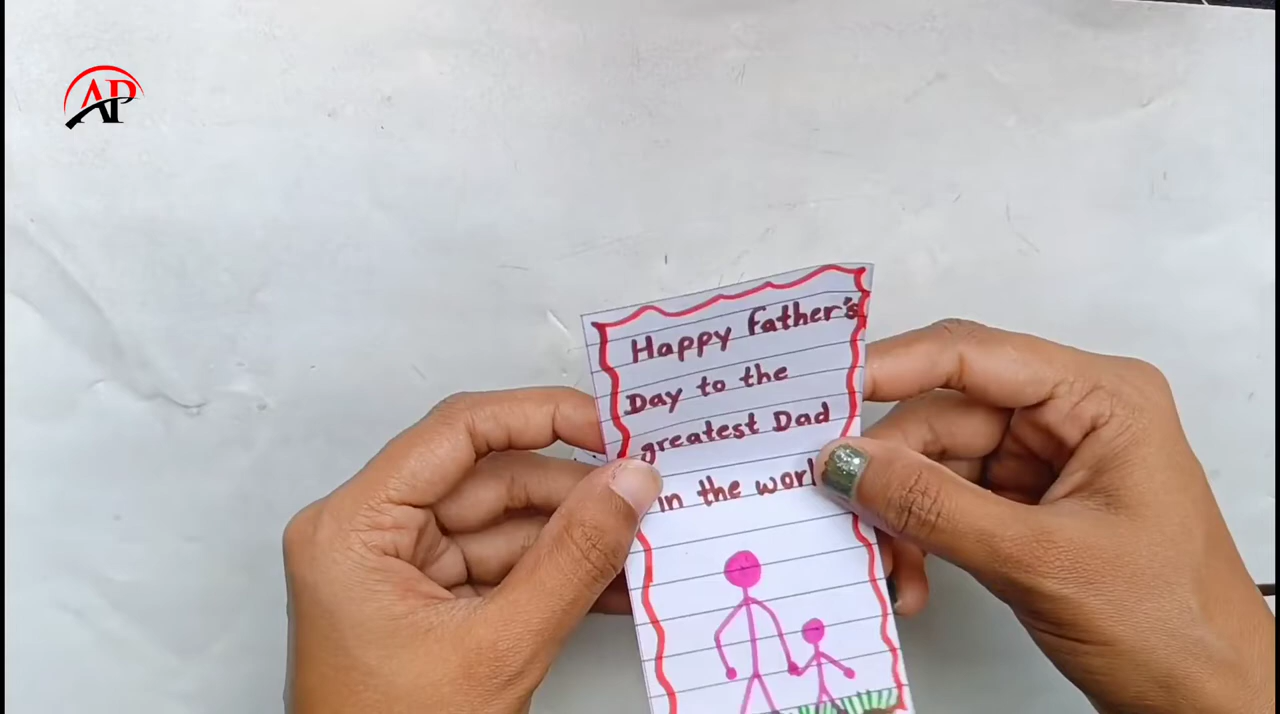 AP
Happy Father's
Day to the
greatest Dad
in the worl